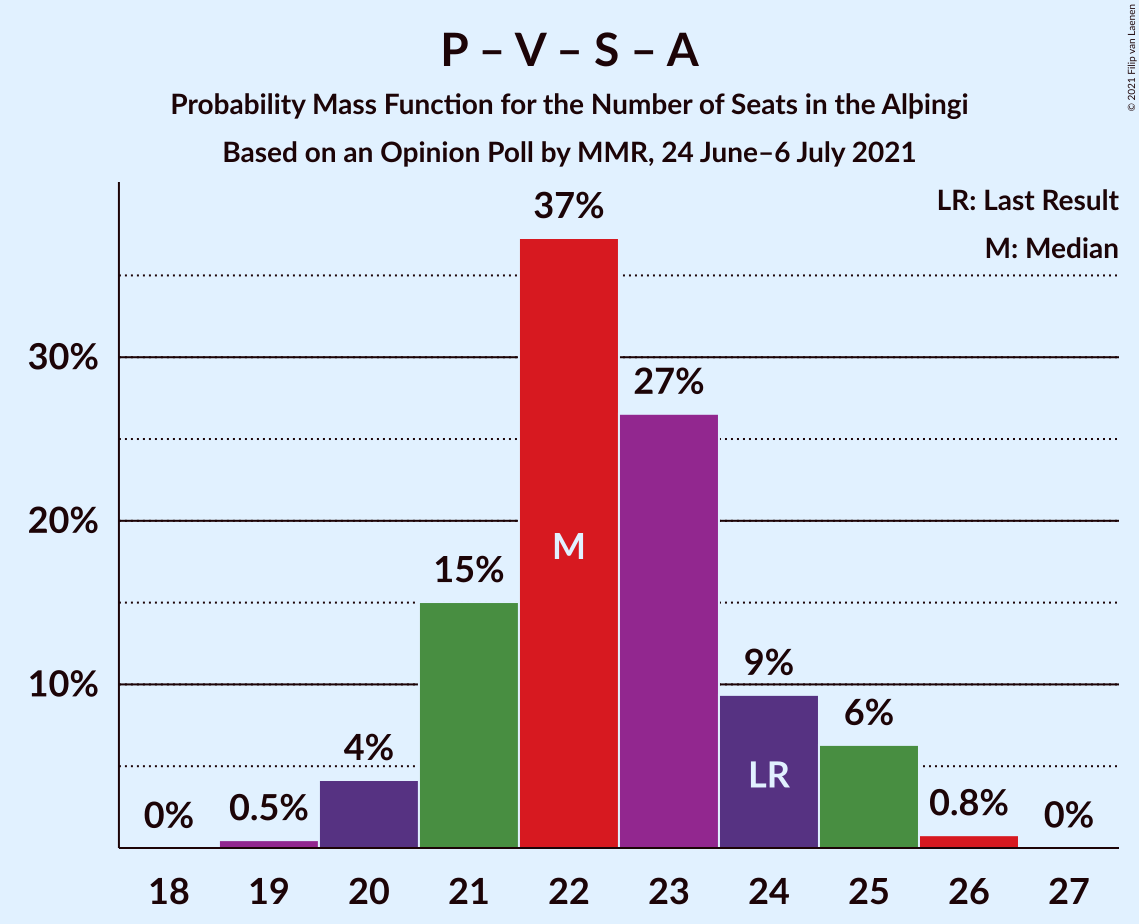 P – V – S – A
Probability Mass Function for the Number of Seats in the Alþingi
Based on an Opinion Poll by MMR, 24 June–6 July 2021
© 2021 Filip van Laenen
LR: Last Result
M: Median
37%
30%
27%
20%
M
15%
10%
9%
6%
4%
LR
0%
0.5%
0.8%
0%
18 19 20 21 22 23 24 25 26 27